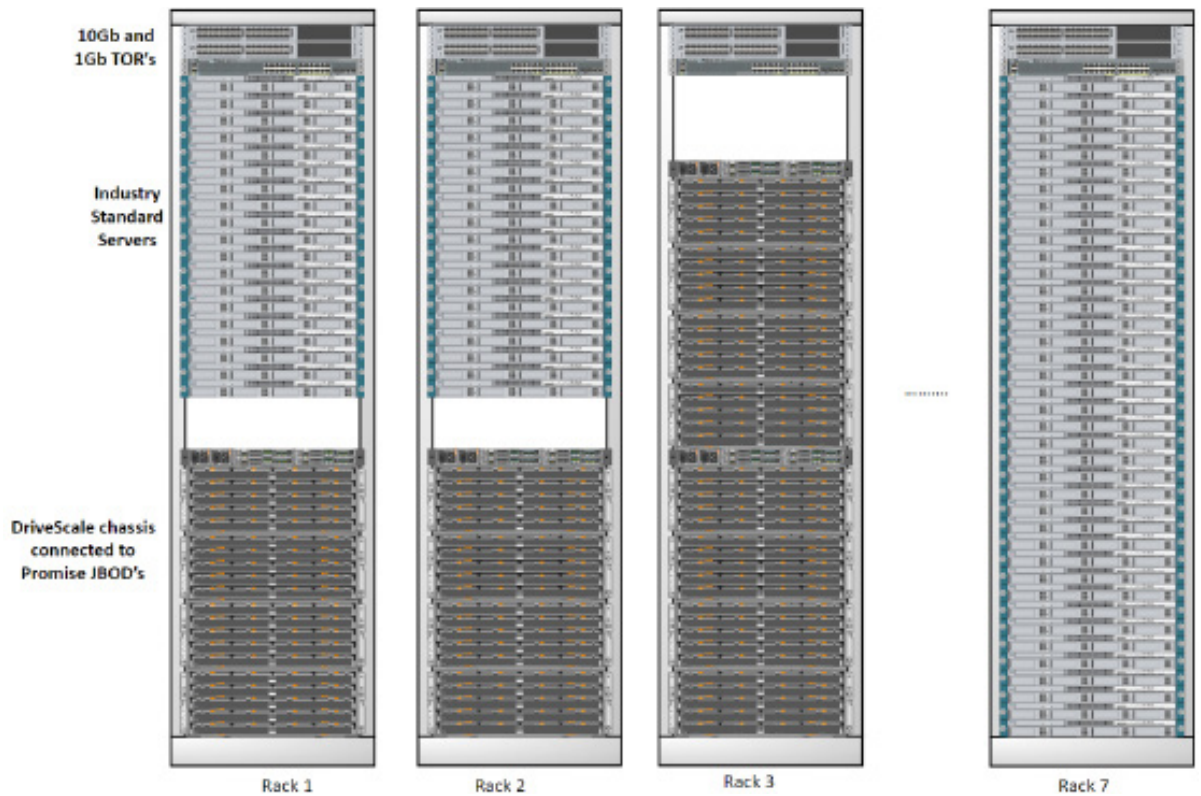 10Gb and
1Gb TOR's
Industry
Standard
Servers
DriveScale chassis
connected to
Promise JBOD's
Rack 1
Rack 2
Rack 3
Rack 7